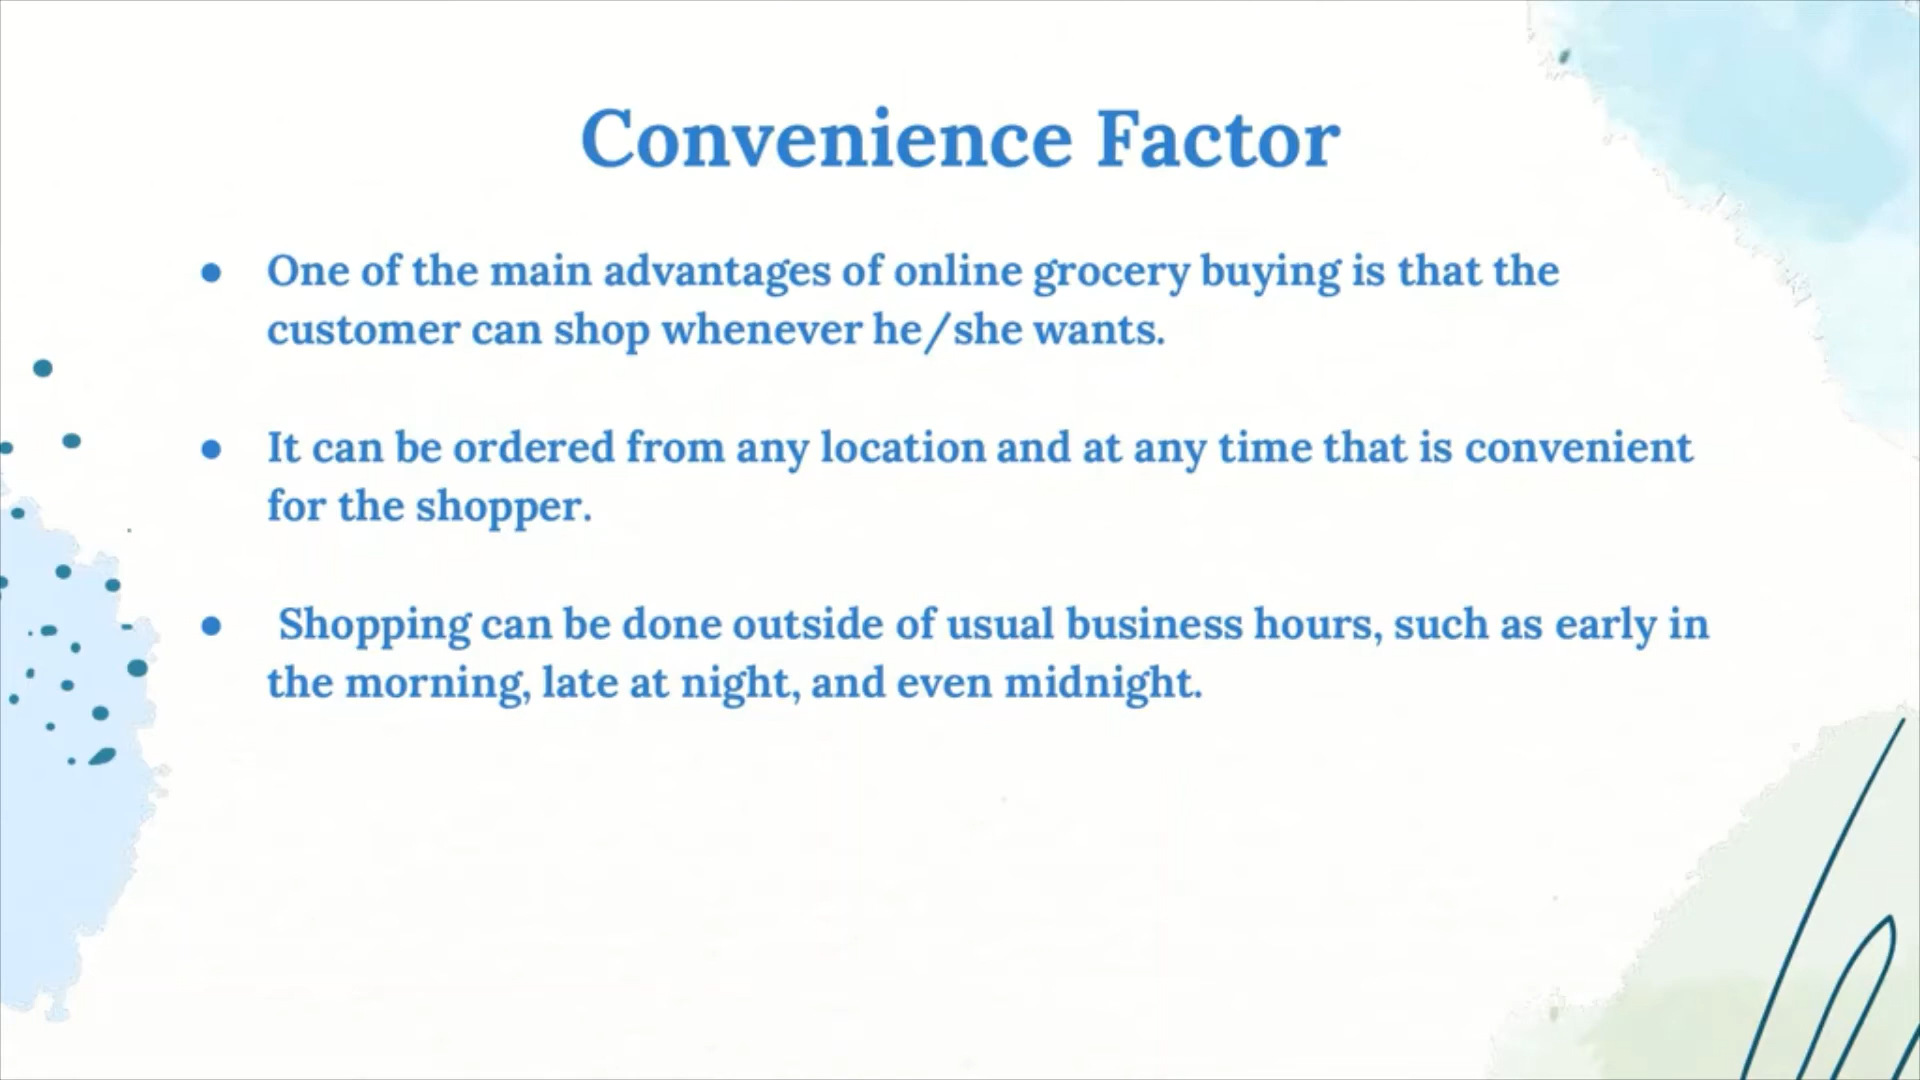 Convenience Factor
● One of the main advantages of online grocery buying is that the
customer can shop whenever he/she wants.
● It can be ordered from any location and at any time that is convenient
for the shopper.
● Shopping can be done outside of usual business hours, such as early in
the morning, late at night, and even midnight.